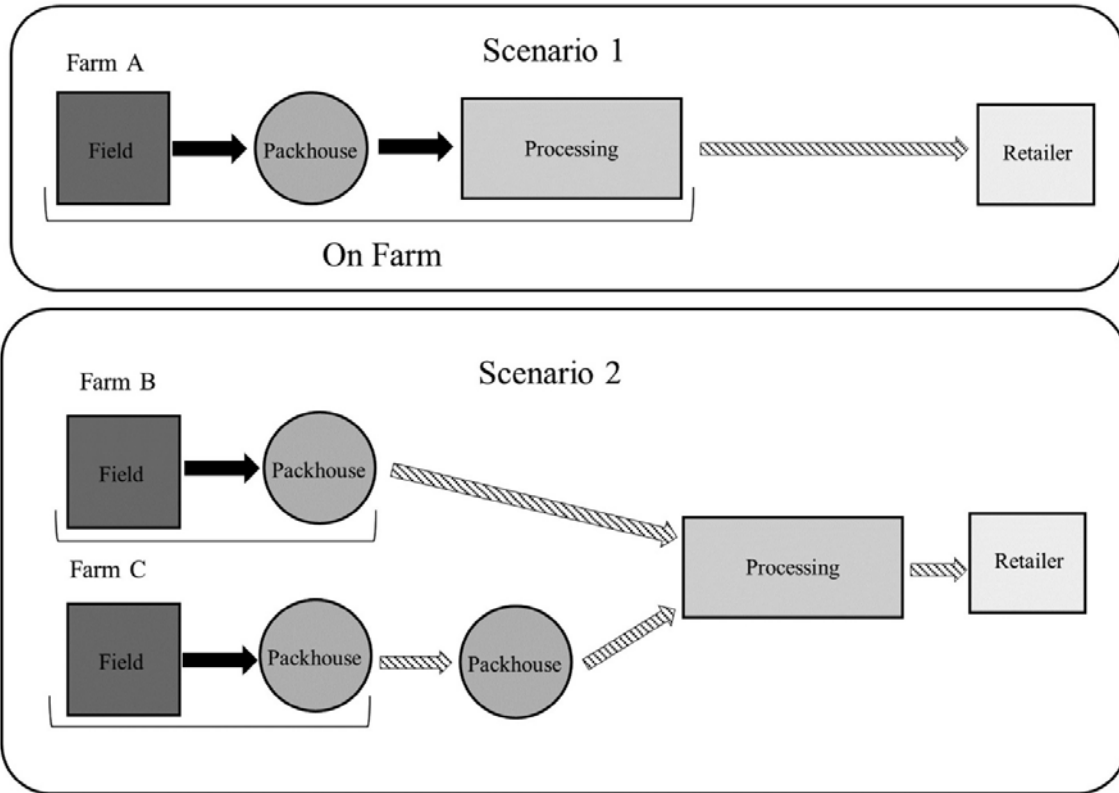 Scenario 1
Farm A
Field
Packhouse
Processing
Retailer
On Farm
Scenario 2
Farm B
Field
Packhouse
Processing
Retailer
Farm C
Field
Packhouse
Packhouse